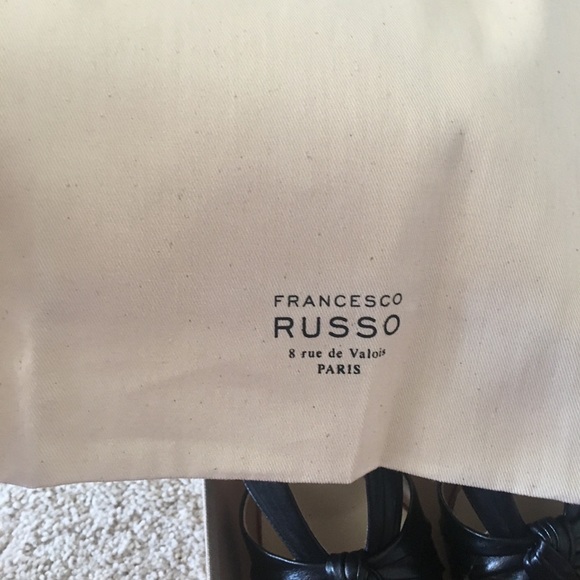 FRANCESCO
RUSSO
8 rue de Valois
PARIS